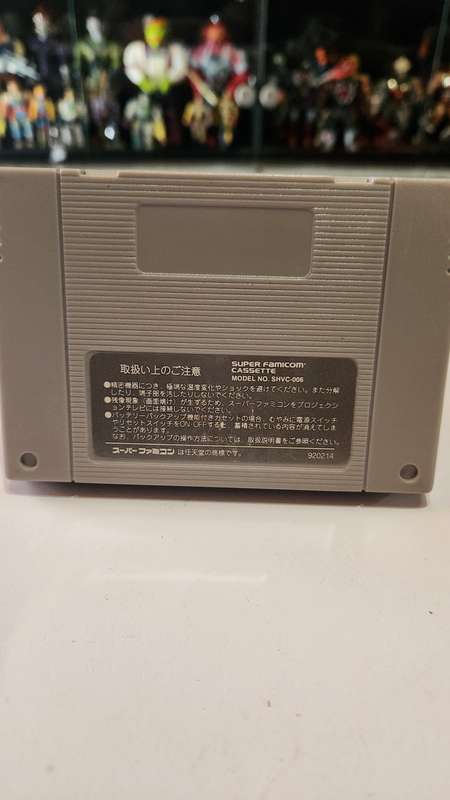 取扱い上のご注意
SUPER FAMICOM
CASSETTE
MODEL NO. SHVC-006
●精密機器につき、極端な温度変化やショックを避けてください。また分解
したり、端子部を汚したりしないでください。
●残像現象（画面焼け）が生ずるため、スーパーファミコンをプロジェクシ
ョンテレビには接続しないでください。
●バッテリーバックアップ機能付きカセットの場合、むやみに電源スイッチ
やリセットスイッチをON・OFFすると、蓄積されている内容が消えてしま
うことがあります。
なお、バックアップの操作方法については、取扱説明書をご参照ください。
スーパーファミコン は任天堂の商標です。
920214